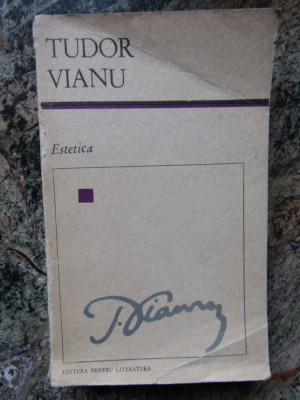 TUDOR
VIANU
Estetica
T. Vianu
EDITURA PENTRU LITERATURA